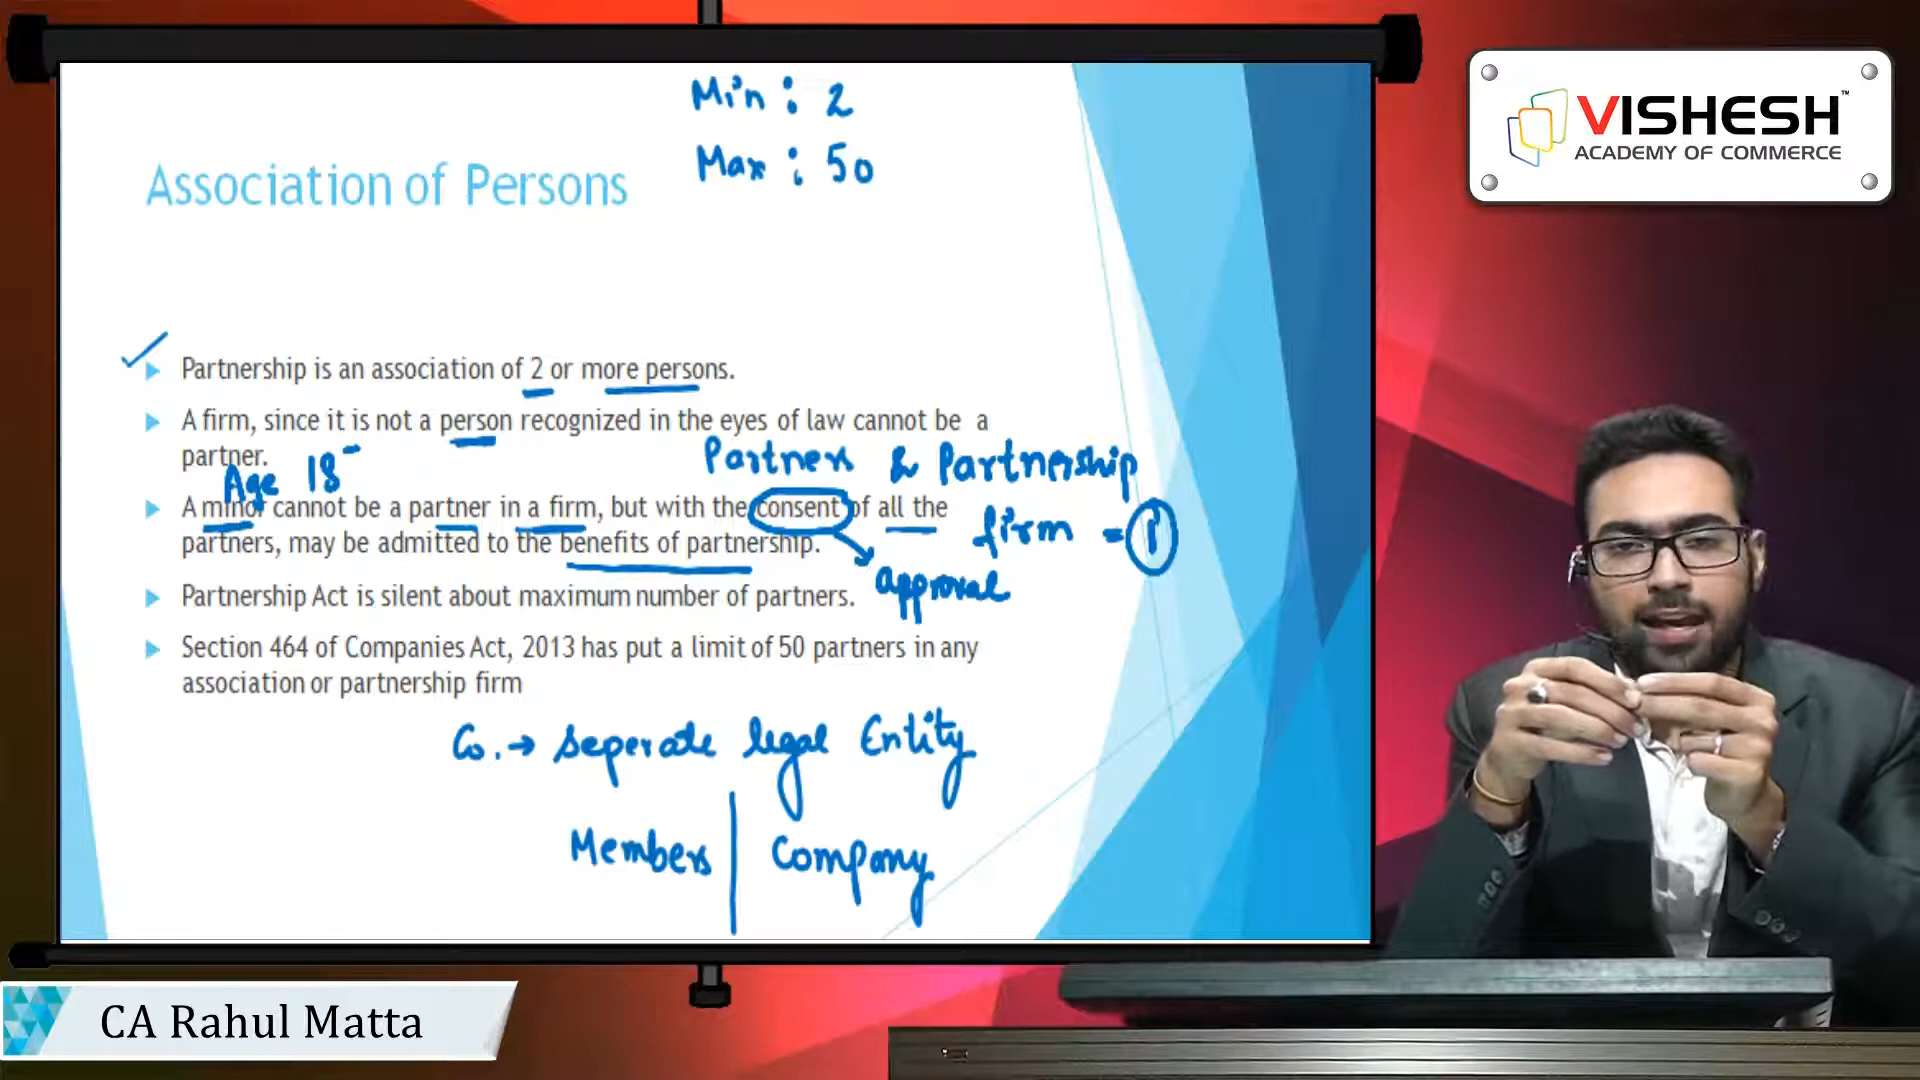 Min : 2
Max : 50
VISHESH™
ACADEMY OF COMMERCE
Association of Persons
Partnership is an association of 2 or more persons.
A firm, since it is not a person recognized in the eyes of law cannot be a
partner.
Age 18-
Partners & Partnership
firm = 1
A minor cannot be a partner in a firm, but with the consent of all the
partners, may be admitted to the benefits of partnership.
approval
Partnership Act is silent about maximum number of partners.
Section 464 of Companies Act, 2013 has put a limit of 50 partners in any
association or partnership firm
Co. → Seperate legal Entity
Members | Company
CA Rahul Matta